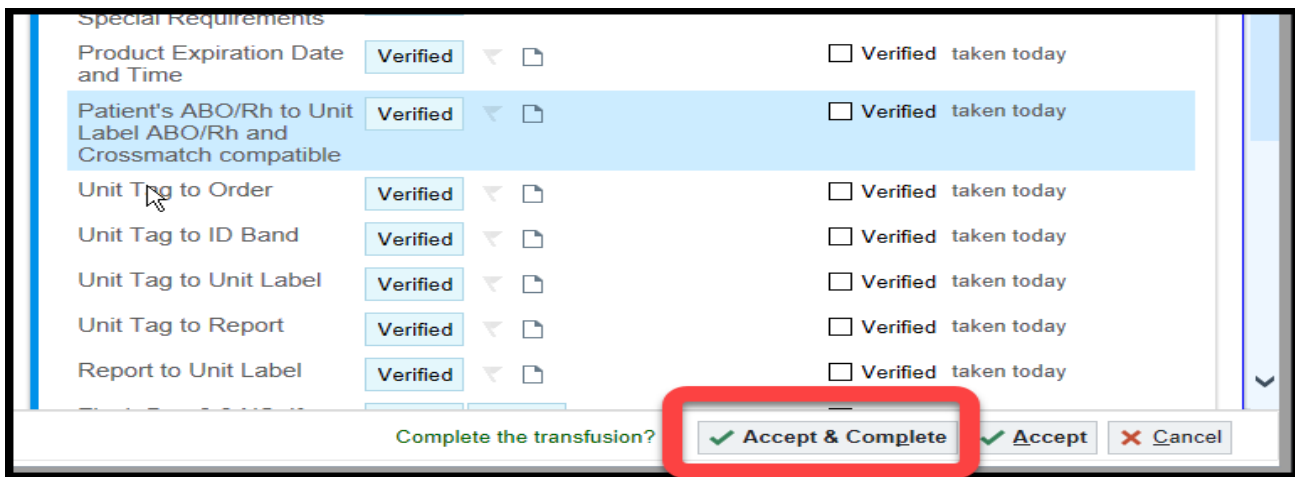 Special Requirements
Product Expiration Date Verified Verified taken today
and Time
Patient's ABO/Rh to Unit Verified Verified taken today
Label ABO/Rh and
Crossmatch compatible
Unit Tag to Order Verified Verified taken today
Unit Tag to ID Band Verified Verified taken today
Unit Tag to Unit Label Verified Verified taken today
Unit Tag to Report Verified Verified taken today
Report to Unit Label Verified Verified taken today
Complete the transfusion? Accept & Complete Accept Cancel